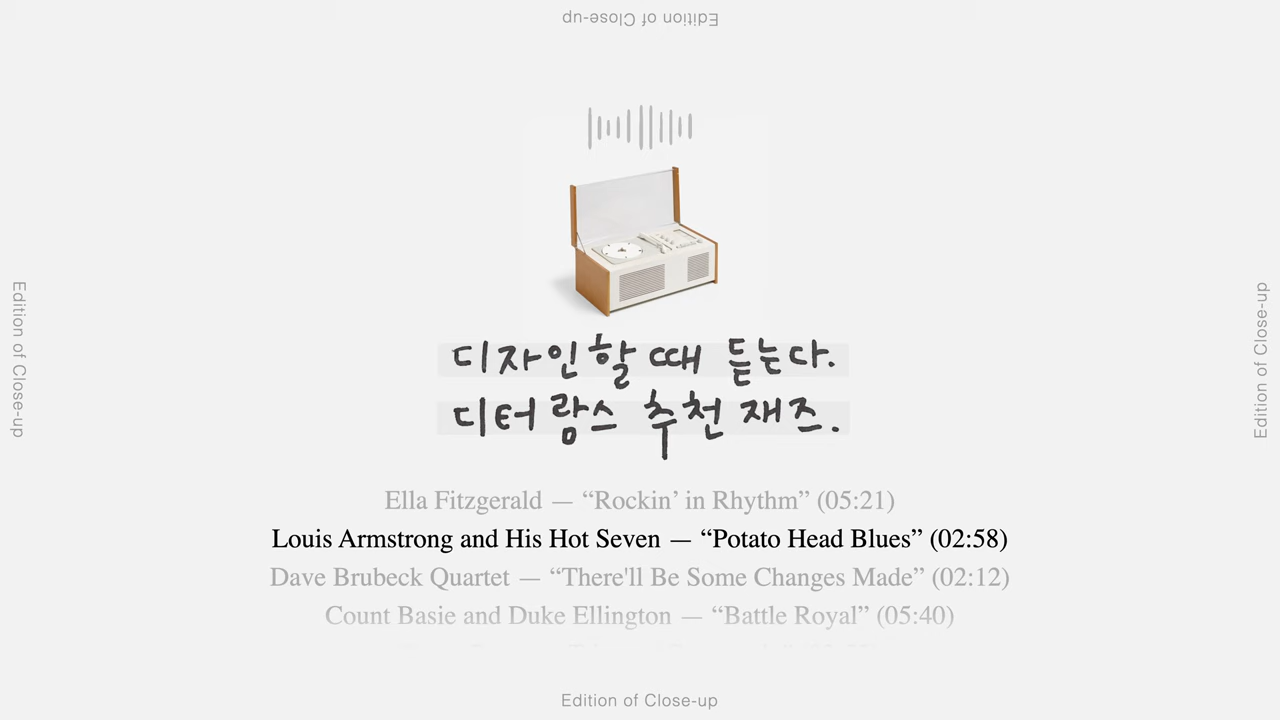 Edition of Close-up
Edition of Close-up
Edition of Close-up
디자인할 때 듣는다.
디터 람스 추천 재즈.
Ella Fitzgerald — “Rockin’ in Rhythm” (05:21)
Louis Armstrong and His Hot Seven — “Potato Head Blues” (02:58)
Dave Brubeck Quartet — “There'll Be Some Changes Made” (02:12)
Count Basie and Duke Ellington — “Battle Royal” (05:40)
Edition of Close-up